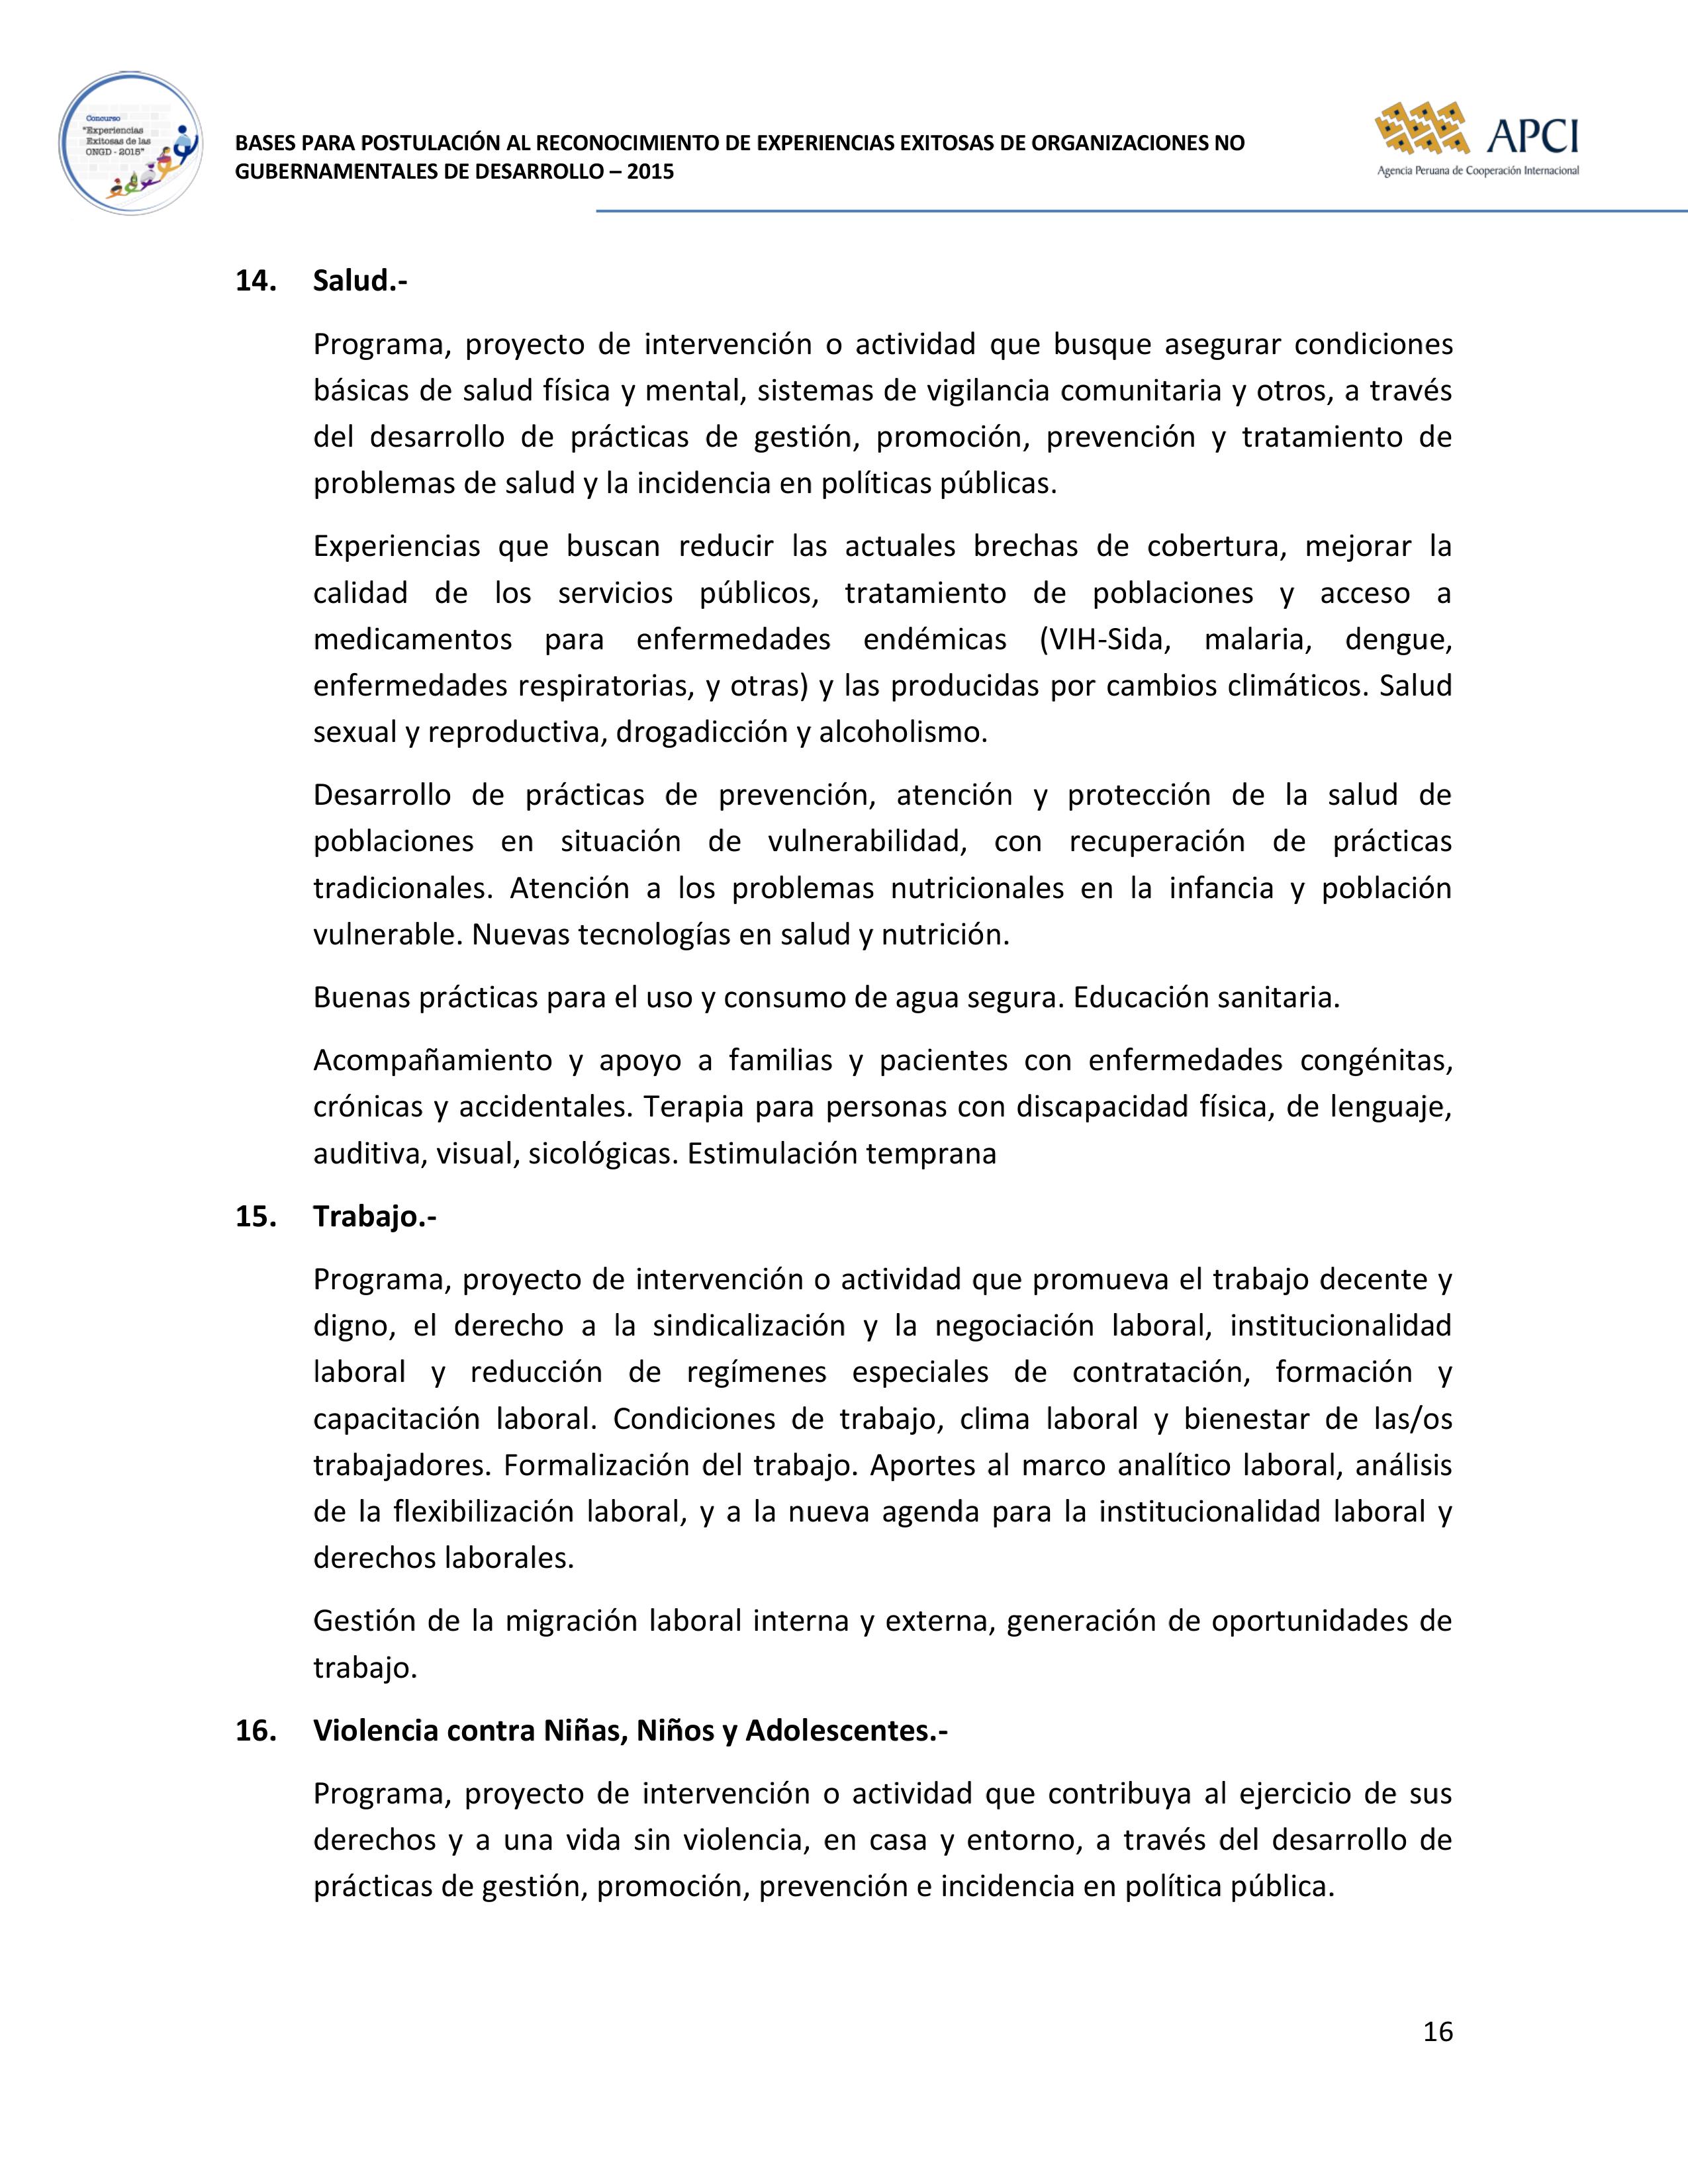 Concurso
"Experiencias
Exitosas de las
ONGD - 2015"
BASES PARA POSTULACIÓN AL RECONOCIMIENTO DE EXPERIENCIAS EXITOSAS DE ORGANIZACIONES NO
GUBERNAMENTALES DE DESARROLLO – 2015
APCI
Agencia Peruana de Cooperación Internacional
14. Salud.-
Programa, proyecto de intervención o actividad que busque asegurar condiciones
básicas de salud física y mental, sistemas de vigilancia comunitaria y otros, a través
del desarrollo de prácticas de gestión, promoción, prevención y tratamiento de
problemas de salud y la incidencia en políticas públicas.
Experiencias que buscan reducir las actuales brechas de cobertura, mejorar la
calidad de los servicios públicos, tratamiento de poblaciones y acceso a
medicamentos para enfermedades endémicas (VIH-Sida, malaria, dengue,
enfermedades respiratorias, y otras) y las producidas por cambios climáticos. Salud
sexual y reproductiva, drogadicción y alcoholismo.
Desarrollo de prácticas de prevención, atención y protección de la salud de
poblaciones en situación de vulnerabilidad, con recuperación de prácticas
tradicionales. Atención a los problemas nutricionales en la infancia y población
vulnerable. Nuevas tecnologías en salud y nutrición.
Buenas prácticas para el uso y consumo de agua segura. Educación sanitaria.
Acompañamiento y apoyo a familias y pacientes con enfermedades congénitas,
crónicas y accidentales. Terapia para personas con discapacidad física, de lenguaje,
auditiva, visual, sicológicas. Estimulación temprana
15. Trabajo.-
Programa, proyecto de intervención o actividad que promueva el trabajo decente y
digno, el derecho a la sindicalización y la negociación laboral, institucionalidad
laboral y reducción de regímenes especiales de contratación, formación y
capacitación laboral. Condiciones de trabajo, clima laboral y bienestar de las/os
trabajadores. Formalización del trabajo. Aportes al marco analítico laboral, análisis
de la flexibilización laboral, y a la nueva agenda para la institucionalidad laboral y
derechos laborales.
Gestión de la migración laboral interna y externa, generación de oportunidades de
trabajo.
16. Violencia contra Niñas, Niños y Adolescentes.-
Programa, proyecto de intervención o actividad que contribuya al ejercicio de sus
derechos y a una vida sin violencia, en casa y entorno, a través del desarrollo de
prácticas de gestión, promoción, prevención e incidencia en política pública.
16